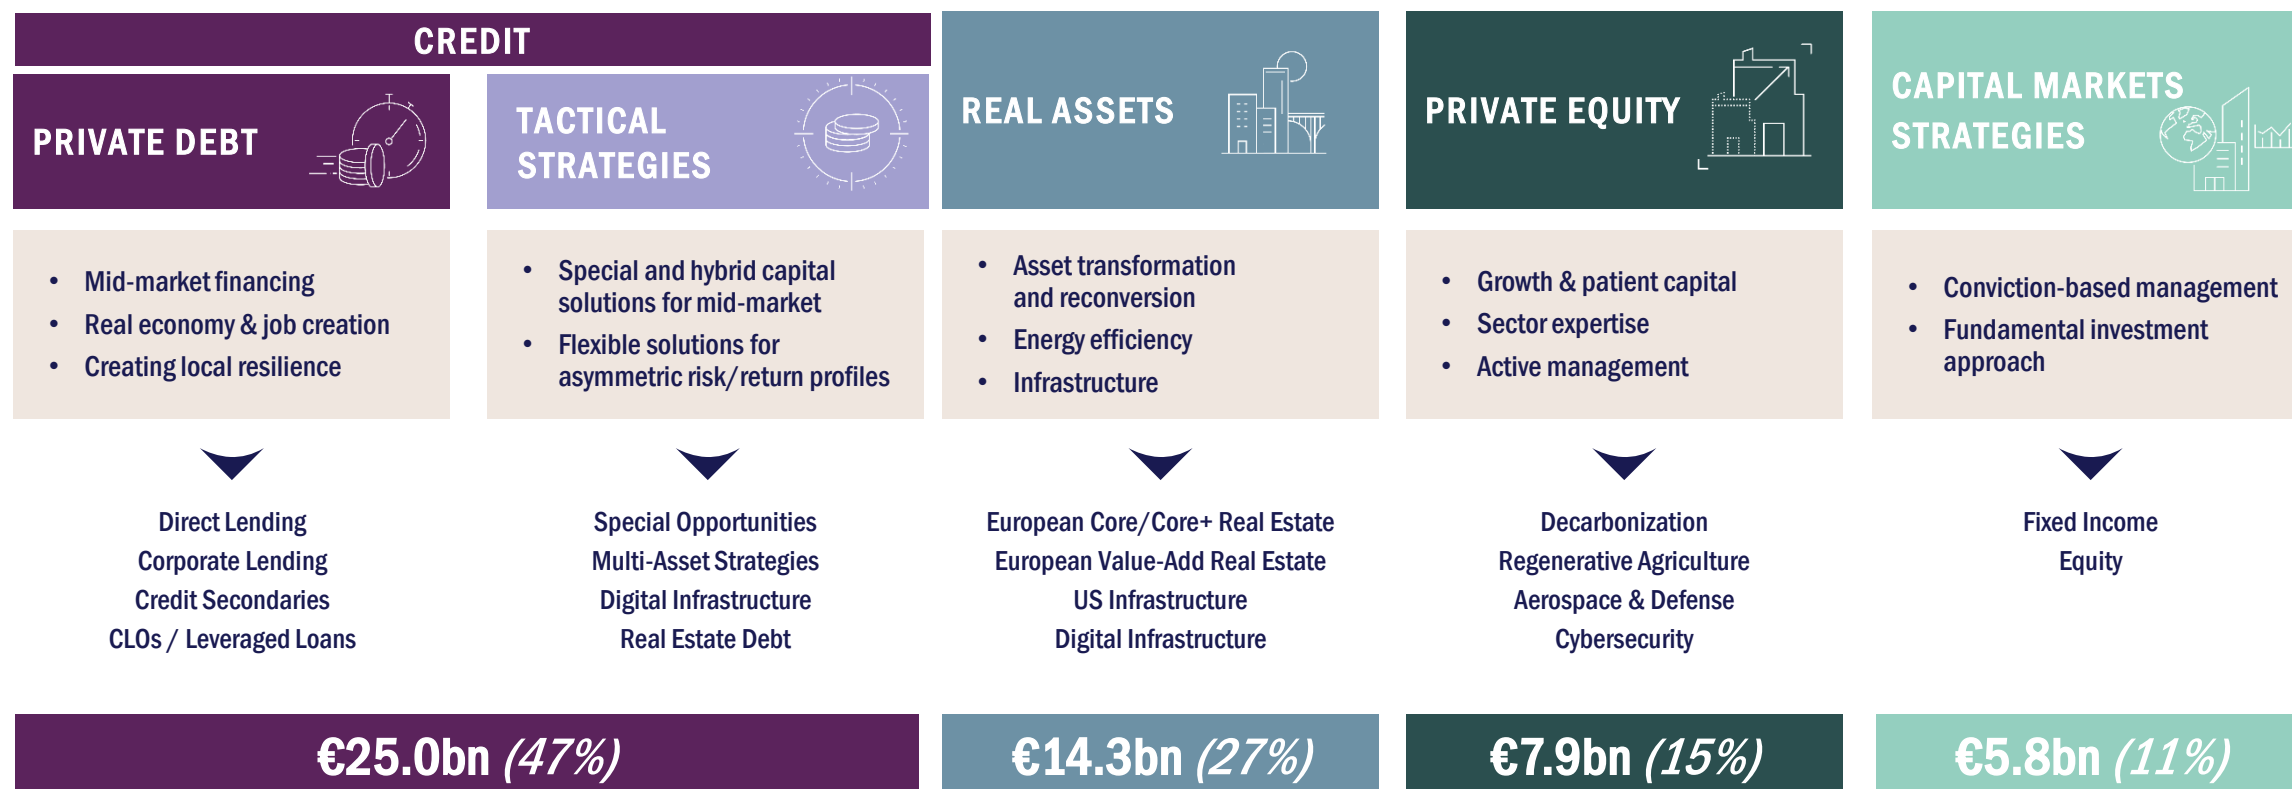 CREDIT
PRIVATE DEBT
TACTICAL
STRATEGIES
REAL ASSETS
PRIVATE EQUITY
CAPITAL MARKETS
STRATEGIES
• Mid-market financing
• Real economy & job creation
• Creating local resilience
• Special and hybrid capital
solutions for mid-market
• Flexible solutions for
asymmetric risk/return profiles
• Asset transformation
and reconversion
• Energy efficiency
• Infrastructure
• Growth & patient capital
• Sector expertise
• Active management
• Conviction-based management
• Fundamental investment
approach
Direct Lending
Corporate Lending
Credit Secondaries
CLOs / Leveraged Loans
Special Opportunities
Multi-Asset Strategies
Digital Infrastructure
Real Estate Debt
European Core/Core+ Real Estate
European Value-Add Real Estate
US Infrastructure
Digital Infrastructure
Decarbonization
Regenerative Agriculture
Aerospace & Defense
Cybersecurity
Fixed Income
Equity
€25.0bn (47%)
€14.3bn (27%)
€7.9bn (15%)
€5.8bn (11%)